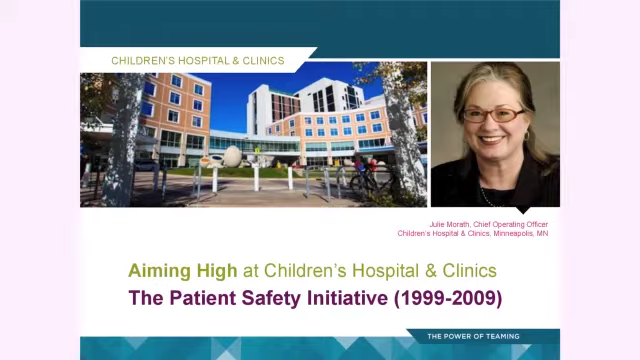 CHILDREN'S HOSPITAL & CLINICS
Julie Morath, Chief Operating Officer
Children's Hospital & Clinics, Minneapolis, MN
Aiming High at Children's Hospital & Clinics
The Patient Safety Initiative (1999-2009)
THE POWER OF TEAMING